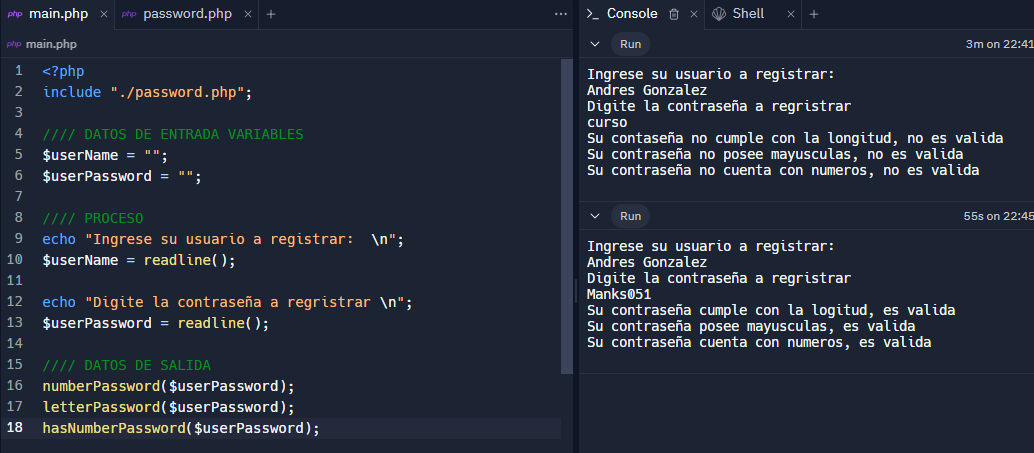 php main.php × php password.php × +
php main.php
1 <?php
2 include "./password.php";
3
4 //// DATOS DE ENTRADA VARIABLES
5 $userName = "";
6 $userPassword = "";
7
8 //// PROCESO
9 echo "Ingrese su usuario a registrar:  \n";
10 $userName = readline();
11
12 echo "Digite la contraseña a regristrar \n";
13 $userPassword = readline();
14
15 //// DATOS DE SALIDA
16 numberPassword($userPassword);
17 letterPassword($userPassword);
18 hasNumberPassword($userPassword);
>_ Console × Shell × +
Run 3m on 22:41
Ingrese su usuario a registrar:
Andres Gonzalez
Digite la contraseña a regristrar
curso
Su contaseña no cumple con la longitud, no es valida
Su contraseña no posee mayusculas, no es valida
Su contraseña no cuenta con numeros, no es valida
Run 55s on 22:45
Ingrese su usuario a registrar:
Andres Gonzalez
Digite la contraseña a regristrar
Manks051
Su contraseña cumple con la logitud, es valida
Su contraseña posee mayusculas, es valida
Su contraseña cuenta con numeros, es valida